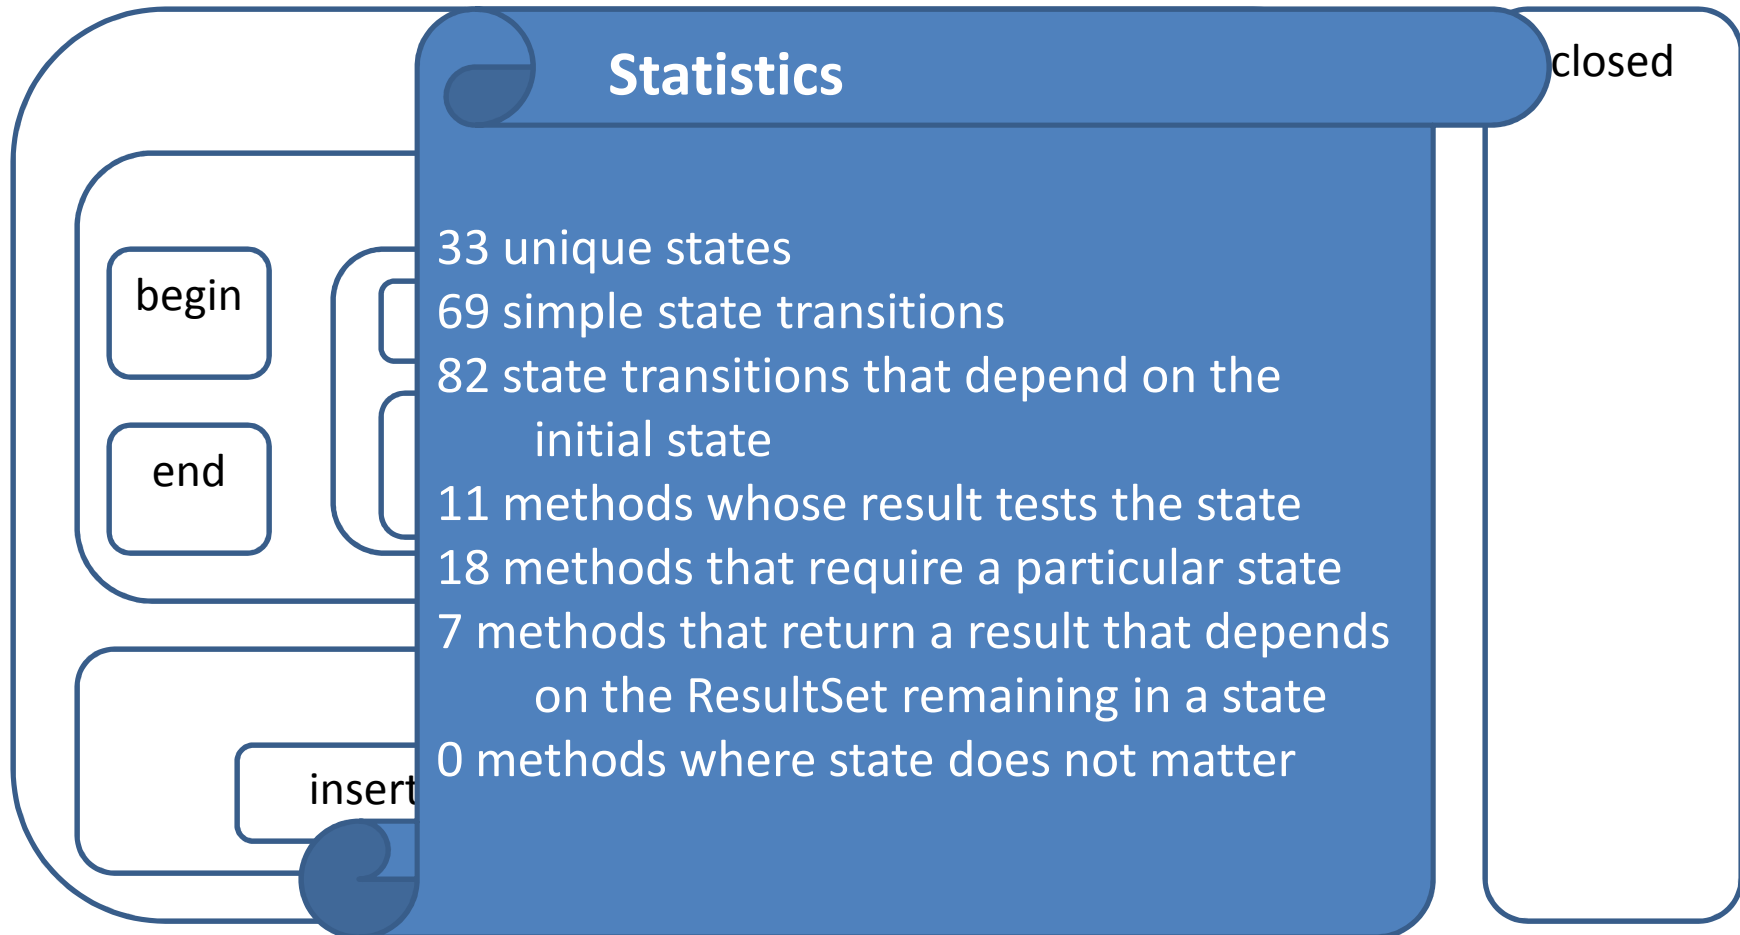 Statistics
closed
33 unique states
begin
69 simple state transitions
82 state transitions that depend on the
initial state
end
11 methods whose result tests the state
18 methods that require a particular state
7 methods that return a result that depends
on the ResultSet remaining in a state
0 methods where state does not matter
insert